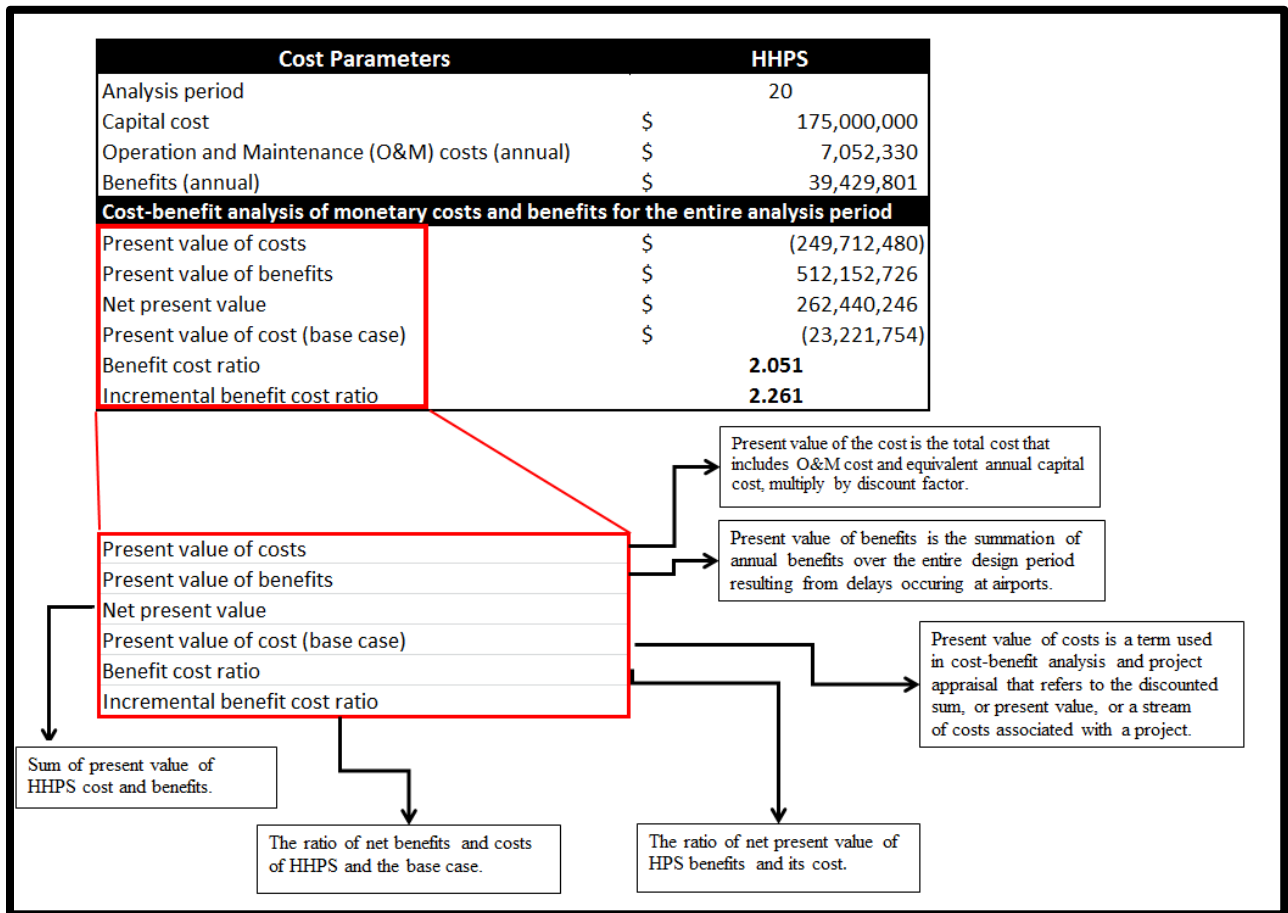 Cost Parameters HHPS
Analysis period 20
Capital cost $ 175,000,000
Operation and Maintenance (O&M) costs (annual) $ 7,052,330
Benefits (annual) $ 39,429,801
Cost-benefit analysis of monetary costs and benefits for the entire analysis period
Present value of costs $ (249,712,480)
Present value of benefits $ 512,152,726
Net present value $ 262,440,246
Present value of cost (base case) $ (23,221,754)
Benefit cost ratio 2.051
Incremental benefit cost ratio 2.261
Present value of the cost is the total cost that
includes O&M cost and equivalent annual capital
cost, multiply by discount factor.
Present value of costs
Present value of benefits
Net present value
Present value of cost (base case)
Benefit cost ratio
Incremental benefit cost ratio
Present value of benefits is the summation of
annual benefits over the entire design period
resulting from delays occuring at airports.
Present value of costs is a term used
in cost-benefit analysis and project
appraisal that refers to the discounted
sum, or present value, or a stream
of costs associated with a project.
Sum of present value of
HHPS cost and benefits.
The ratio of net benefits and costs
of HHPS and the base case.
The ratio of net present value of
HPS benefits and its cost.